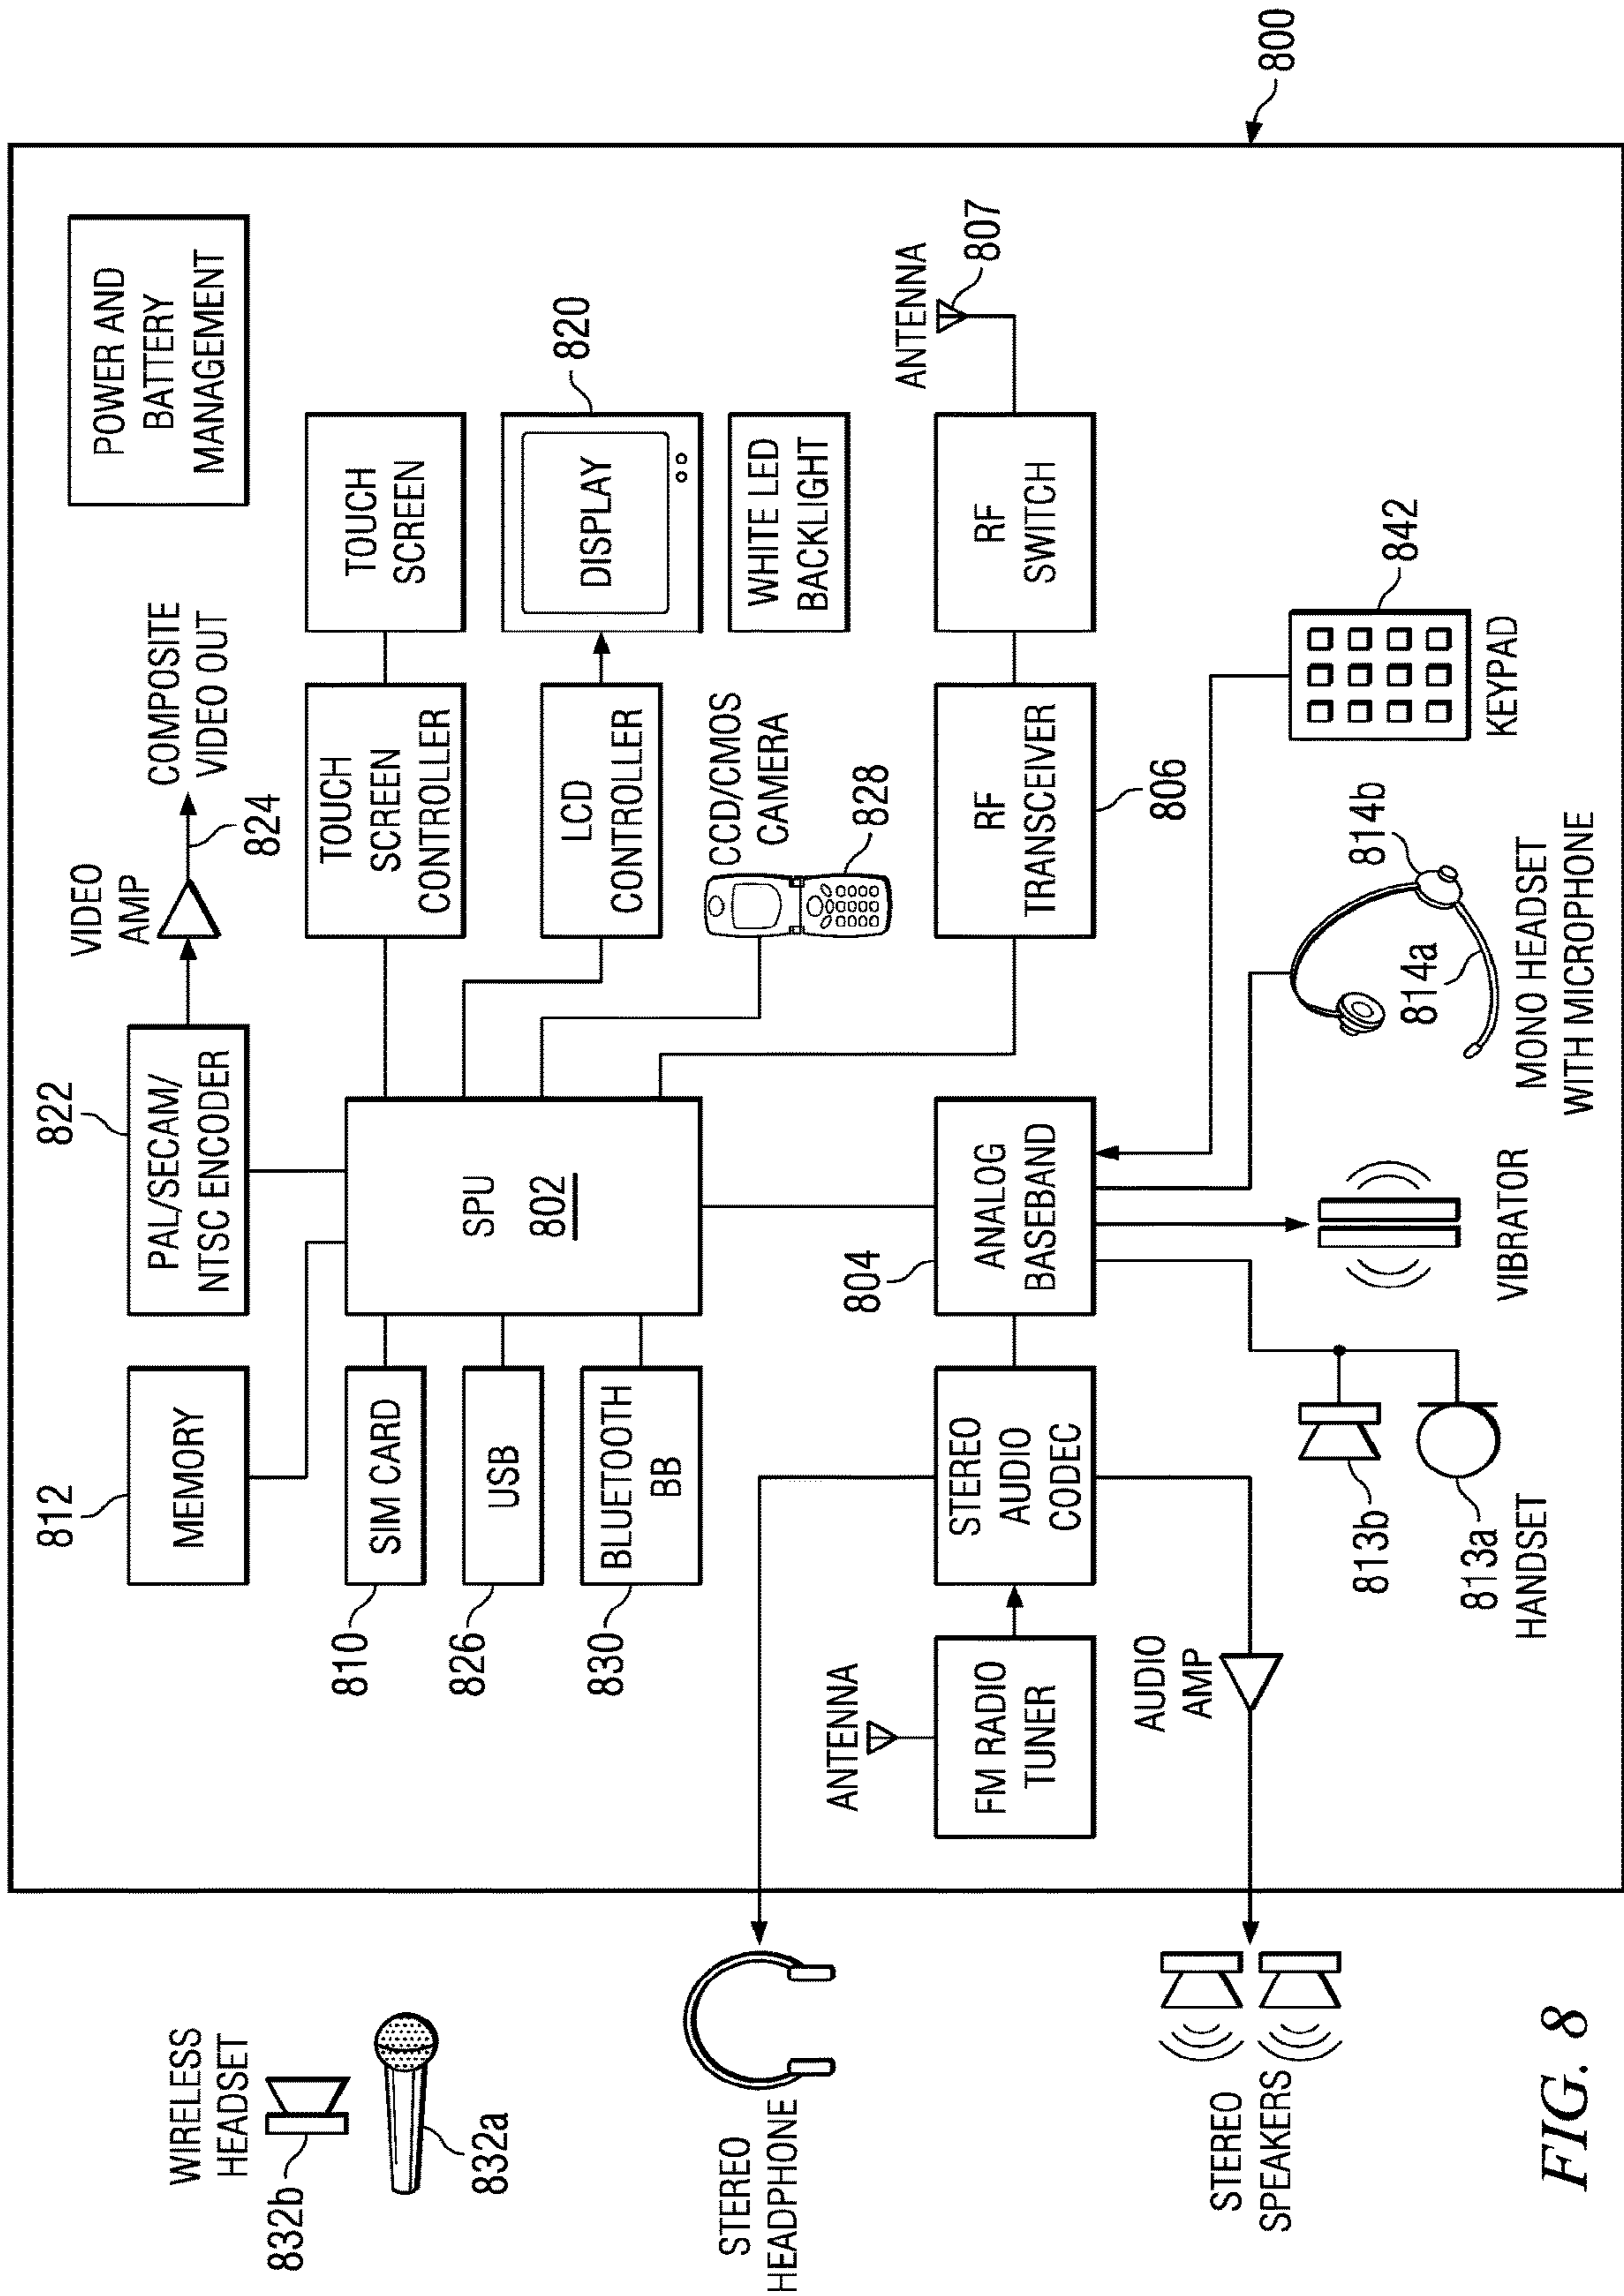 800
POWER AND
BATTERY
MANAGEMENT
COMPOSITE
VIDEO OUT
VIDEO
AMP
824
822
PAL/SECAM/
NTSC ENCODER
812
MEMORY
TOUCH
SCREEN
TOUCH
SCREEN
CONTROLLER
820
DISPLAY
LCD
CONTROLLER
WHITE LED
BACKLIGHT
CCD/CMOS
CAMERA
828
SPU
802
810
SIM CARD
826
USB
830
BLUETOOTH
BB
WIRELESS
HEADSET
832b
832a
ANTENNA
807
RF
SWITCH
RF
TRANSCEIVER
806
804
ANALOG
BASEBAND
STEREO
AUDIO
CODEC
ANTENNA
FM RADIO
TUNER
STEREO
HEADPHONE
AUDIO
AMP
STEREO
SPEAKERS
842
KEYPAD
814b
814a
MONO HEADSET
WITH MICROPHONE
VIBRATOR
813b
813a
HANDSET
FIG. 8